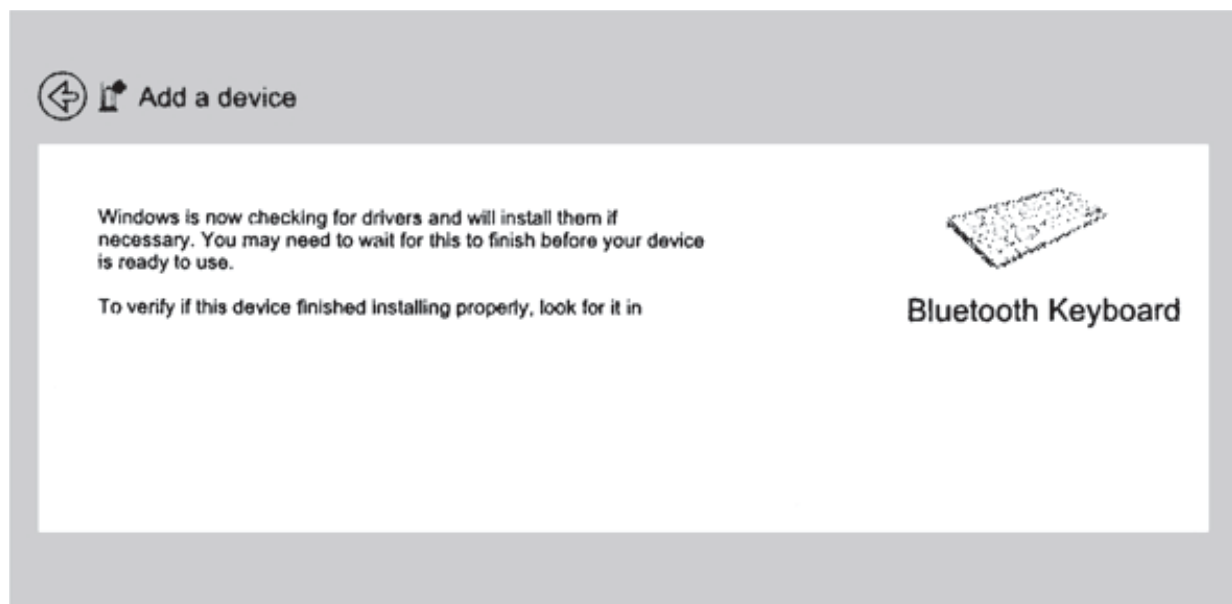 Add a device
Windows is now checking for drivers and will install them if
necessary. You may need to wait for this to finish before your device
is ready to use.
To verify if this device finished installing properly, look for it in
Bluetooth Keyboard